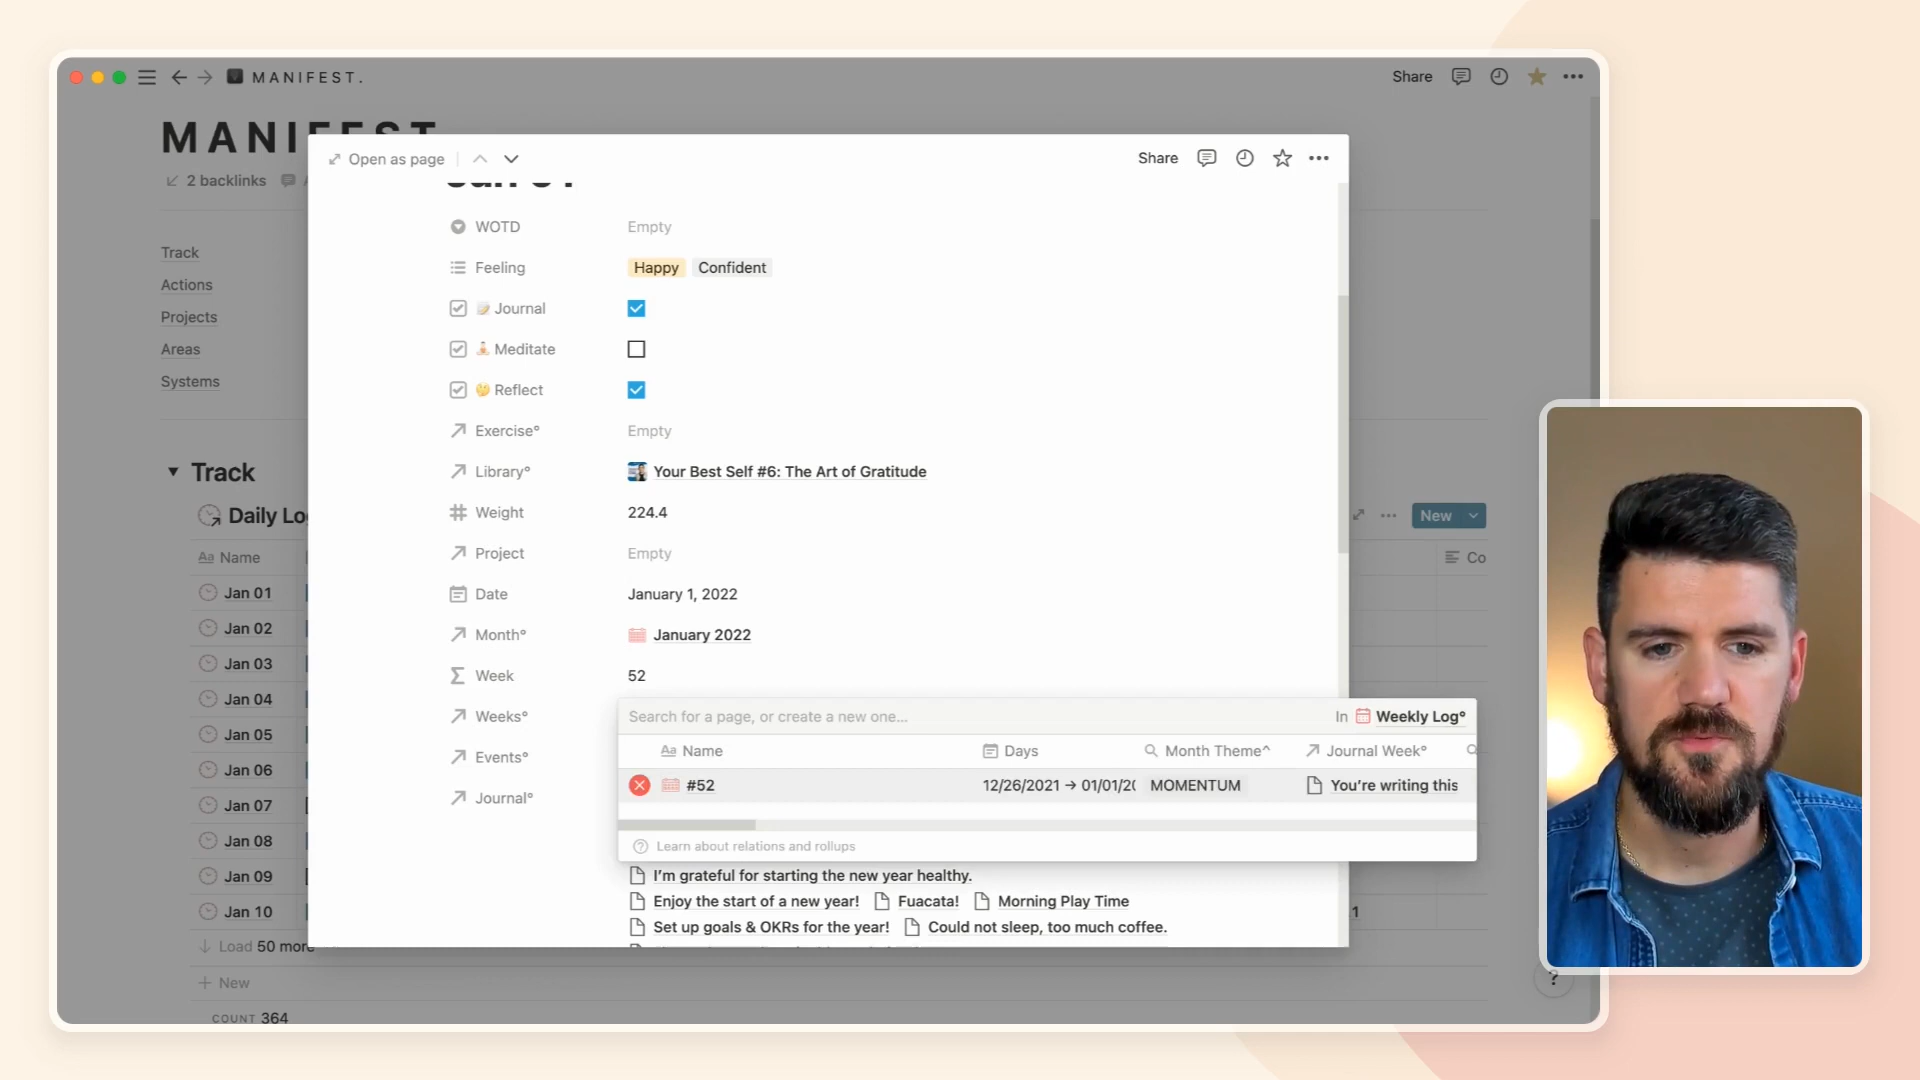 MANIFEST.
Share
MANIFEST
2 backlinks
Track
Actions
Projects
Areas
Systems
Track
Daily Lo
Aa Name
Jan 01
Jan 02
Jan 03
Jan 04
Jan 05
Jan 06
Jan 07
Jan 08
Jan 09
Jan 10
Load 50 more
New
COUNT 364
Open as page
Share
WOTD Empty
Feeling Happy Confident
Journal
Meditate
Reflect
Exercise° Empty
Library° Your Best Self #6: The Art of Gratitude
Weight 224.4
Project Empty
Date January 1, 2022
Month° January 2022
Week 52
Weeks°
Events°
Journal°
Search for a page, or create a new one...
In Weekly Log°
Aa Name Days Month Theme^ Journal Week°
#52 12/26/2021 → 01/01/20 MOMENTUM You're writing this
Learn about relations and rollups
I'm grateful for starting the new year healthy.
Enjoy the start of a new year! Fuacata! Morning Play Time
Set up goals & OKRs for the year! Could not sleep, too much coffee.
New
Co
.1
?